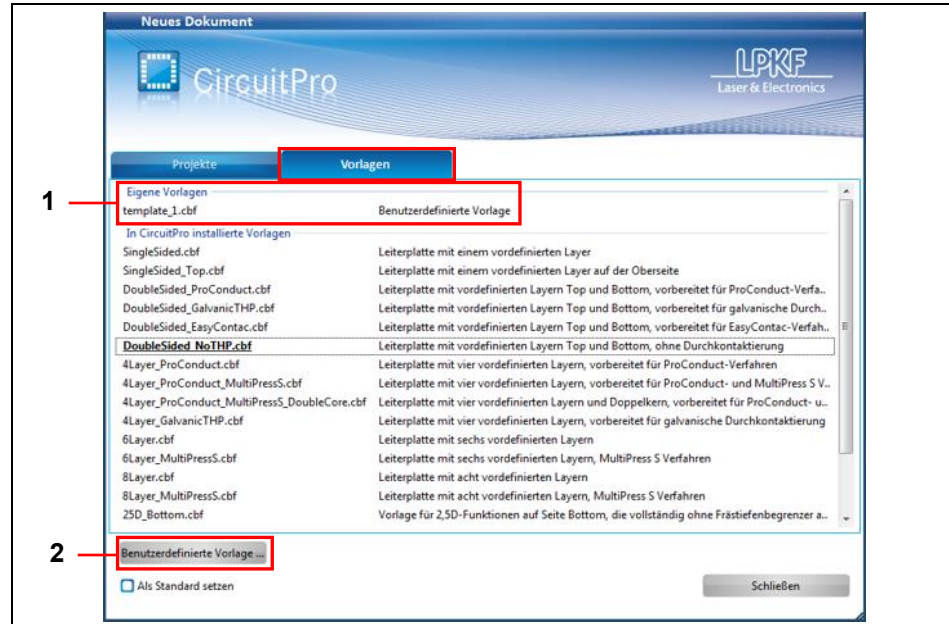 Neues Dokument
CircuitPro
LPKF
Laser & Electronics
Projekte
Vorlagen
1
Eigene Vorlagen
template_1.cbf Benutzerdefinierte Vorlage
In CircuitPro installierte Vorlagen
SingleSided.cbf Leiterplatte mit einem vordefinierten Layer
SingleSided_Top.cbf Leiterplatte mit einem vordefinierten Layer auf der Oberseite
DoubleSided_ProConduct.cbf Leiterplatte mit vordefinierten Layern Top und Bottom, vorbereitet für ProConduct-Verfa..
DoubleSided_GalvanicTHP.cbf Leiterplatte mit vordefinierten Layern Top und Bottom, vorbereitet für galvanische Durch..
DoubleSided_EasyContac.cbf Leiterplatte mit vordefinierten Layern Top und Bottom, vorbereitet für EasyContac-Verfah..
DoubleSided_NoTHP.cbf Leiterplatte mit vordefinierten Layern Top und Bottom, ohne Durchkontaktierung
4Layer_ProConduct.cbf Leiterplatte mit vier vordefinierten Layern, vorbereitet für ProConduct-Verfahren
4Layer_ProConduct_MultiPressS.cbf Leiterplatte mit vier vordefinierten Layern, vorbereitet für ProConduct- und MultiPress S V..
4Layer_ProConduct_MultiPressS_DoubleCore.cbf Leiterplatte mit vier vordefinierten Layern und Doppelkern, vorbereitet für ProConduct- u..
4Layer_GalvanicTHP.cbf Leiterplatte mit vier vordefinierten Layern, vorbereitet für galvanische Durchkontaktierung
6Layer.cbf Leiterplatte mit sechs vordefinierten Layern
6Layer_MultiPressS.cbf Leiterplatte mit sechs vordefinierten Layern, MultiPress S Verfahren
8Layer.cbf Leiterplatte mit acht vordefinierten Layern
8Layer_MultiPressS.cbf Leiterplatte mit acht vordefinierten Layern, MultiPress S Verfahren
25D_Bottom.cbf Vorlage für 2,5D-Funktionen auf Seite Bottom, die vollständig ohne Frästiefenbegrenzer a..
2
Benutzerdefinierte Vorlage ...
Als Standard setzen
Schließen